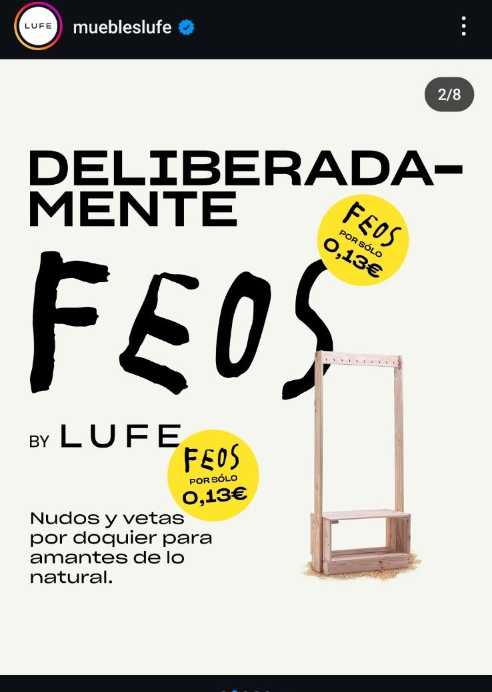 LUFE
muebleslufe
2/8
DELIBERADA-
MENTE
FEOS
FEOS
POR SÓLO
0,13€
BY LUFE
FEOS
POR SÓLO
0,13€
Nudos y vetas
por doquier para
amantes de lo
natural.